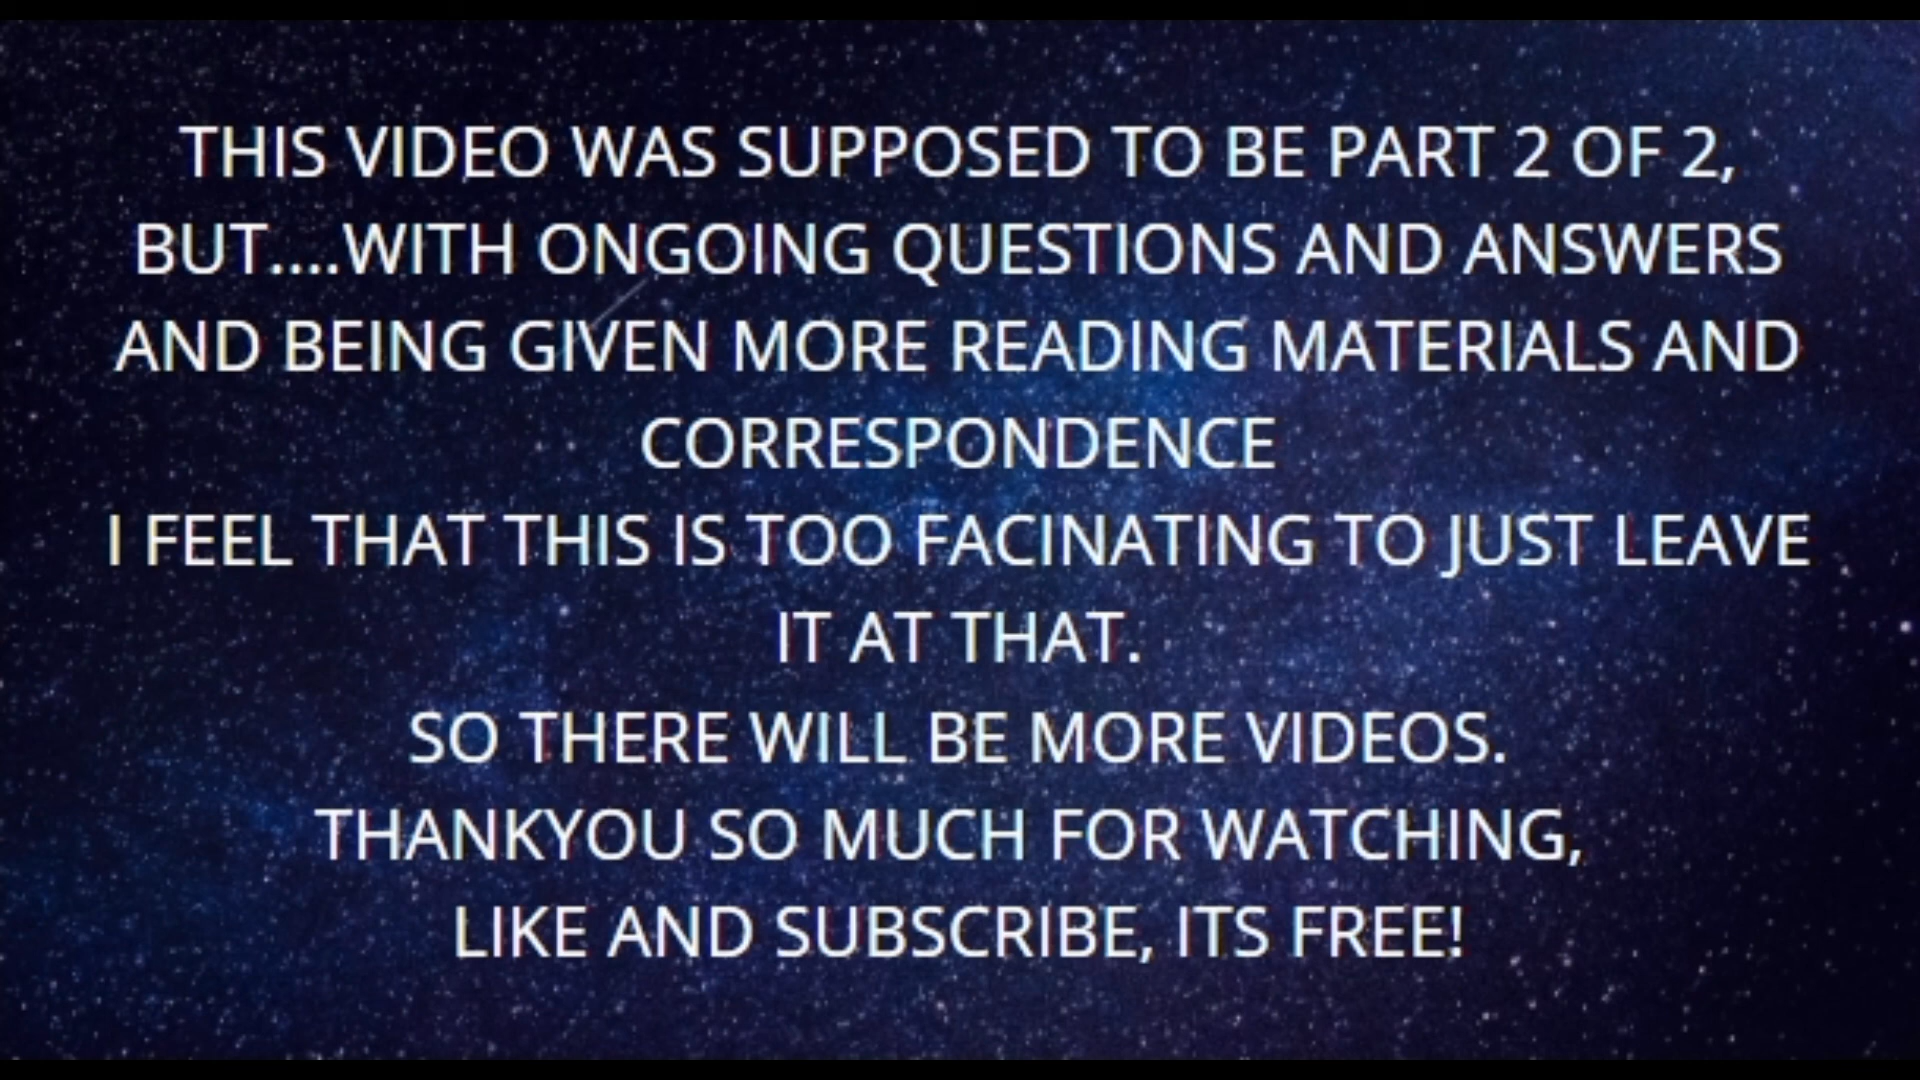 THIS VIDEO WAS SUPPOSED TO BE PART 2 OF 2,
BUT....WITH ONGOING QUESTIONS AND ANSWERS
AND BEING GIVEN MORE READING MATERIALS AND
CORRESPONDENCE
I FEEL THAT THIS IS TOO FACINATING TO JUST LEAVE
IT AT THAT.
SO THERE WILL BE MORE VIDEOS.
THANKYOU SO MUCH FOR WATCHING,
LIKE AND SUBSCRIBE, ITS FREE!